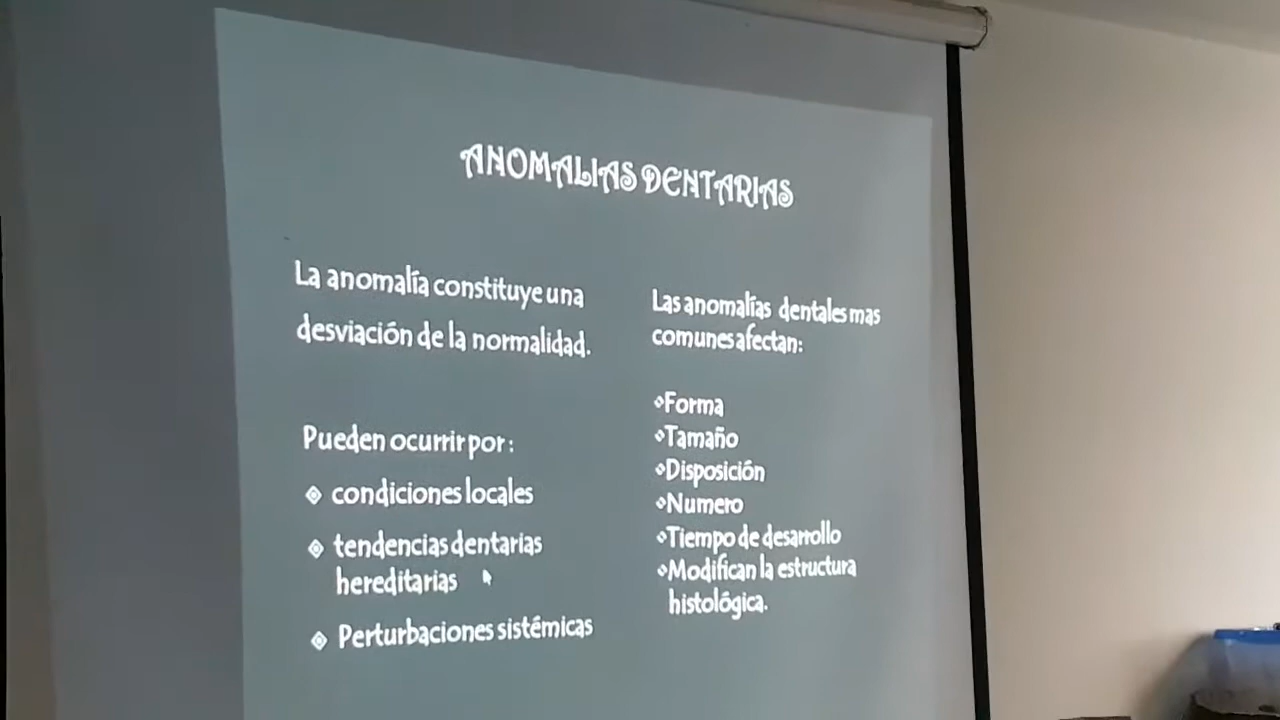 ANOMALIAS DENTARIAS
La anomalía constituye una
desviación de la normalidad.
Pueden ocurrir por:
condiciones locales
tendencias dentarias
hereditarias
Perturbaciones sistémicas
Las anomalías dentales mas
comunes afectan:
Forma
Tamaño
Disposición
Numero
Tiempo de desarrollo
Modifican la estructura
histológica.